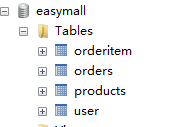 easymall
Tables
orderitem
orders
products
user